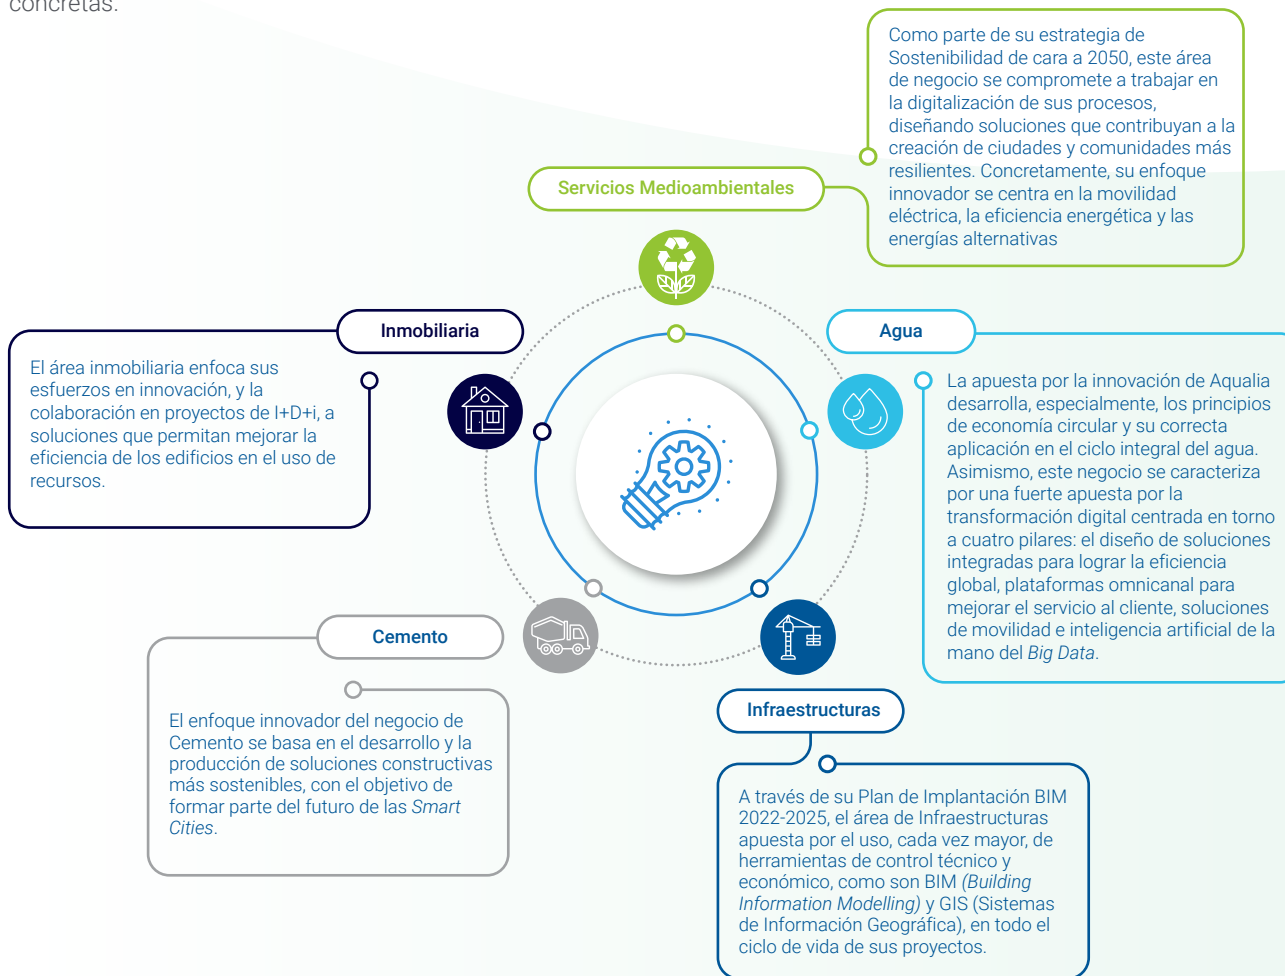 concretas.
Servicios Medioambientales
Como parte de su estrategia de
Sostenibilidad de cara a 2050, este área
de negocio se compromete a trabajar en
la digitalización de sus procesos,
diseñando soluciones que contribuyan a la
creación de ciudades y comunidades más
resilientes. Concretamente, su enfoque
innovador se centra en la movilidad
eléctrica, la eficiencia energética y las
energías alternativas
Inmobiliaria
El área inmobiliaria enfoca sus
esfuerzos en innovación, y la
colaboración en proyectos de I+D+i, a
soluciones que permitan mejorar la
eficiencia de los edificios en el uso de
recursos.
Agua
La apuesta por la innovación de Aqualia
desarrolla, especialmente, los principios
de economía circular y su correcta
aplicación en el ciclo integral del agua.
Asimismo, este negocio se caracteriza
por una fuerte apuesta por la
transformación digital centrada en torno
a cuatro pilares: el diseño de soluciones
integradas para lograr la eficiencia
global, plataformas omnicanal para
mejorar el servicio al cliente, soluciones
de movilidad e inteligencia artificial de la
mano del Big Data.
Cemento
El enfoque innovador del negocio de
Cemento se basa en el desarrollo y la
producción de soluciones constructivas
más sostenibles, con el objetivo de
formar parte del futuro de las Smart
Cities.
Infraestructuras
A través de su Plan de Implantación BIM
2022-2025, el área de Infraestructuras
apuesta por el uso, cada vez mayor, de
herramientas de control técnico y
económico, como son BIM (Building
Information Modelling) y GIS (Sistemas
de Información Geográfica), en todo el
ciclo de vida de sus proyectos.